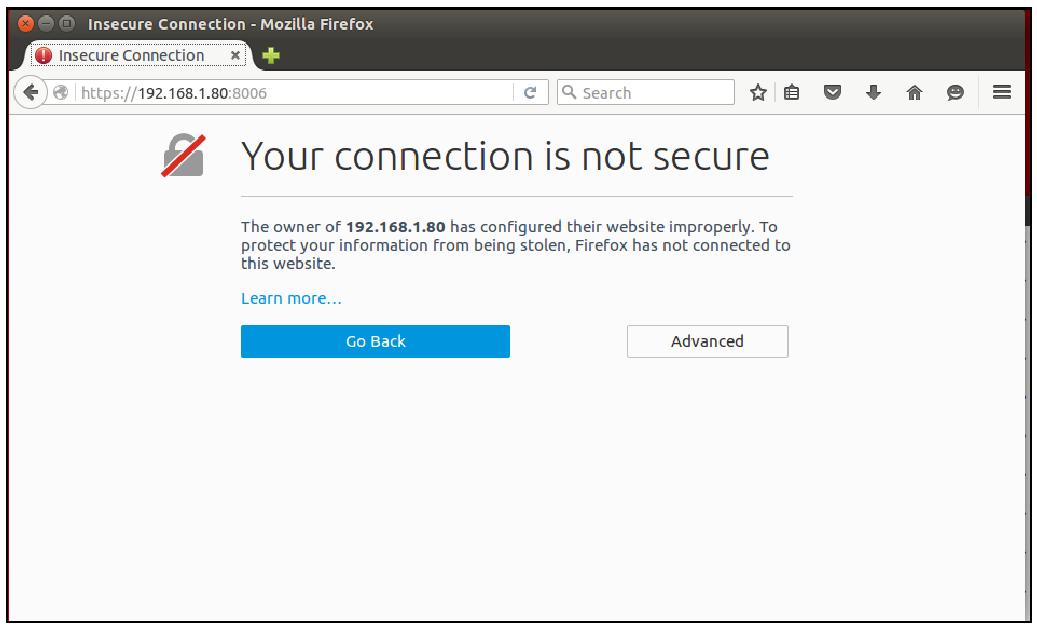 Insecure Connection - Mozilla Firefox
Insecure Connection
https://192.168.1.80:8006
Search
Your connection is not secure
The owner of 192.168.1.80 has configured their website improperly. To
protect your information from being stolen, Firefox has not connected to
this website.
Learn more...
Go Back
Advanced